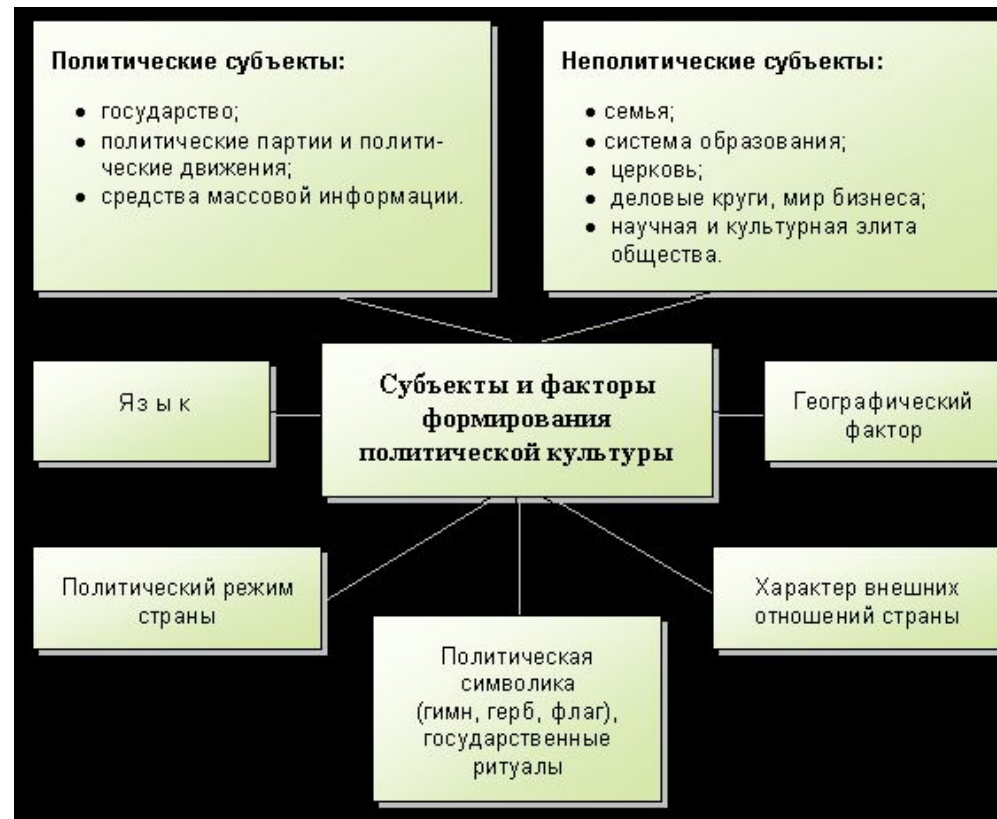 Политические субъекты:
• государство;
• политические партии и полити-
ческие движения;
• средства массовой информации.
Неполитические субъекты:
• семья;
• система образования;
• церковь;
• деловые круги, мир бизнеса;
• научная и культурная элита
общества.
Язык
Субъекты и факторы
формирования
политической культуры
Географический
фактор
Политический режим
страны
Политическая
символика
(гимн, герб, флаг),
государственные
ритуалы
Характер внешних
отношений страны